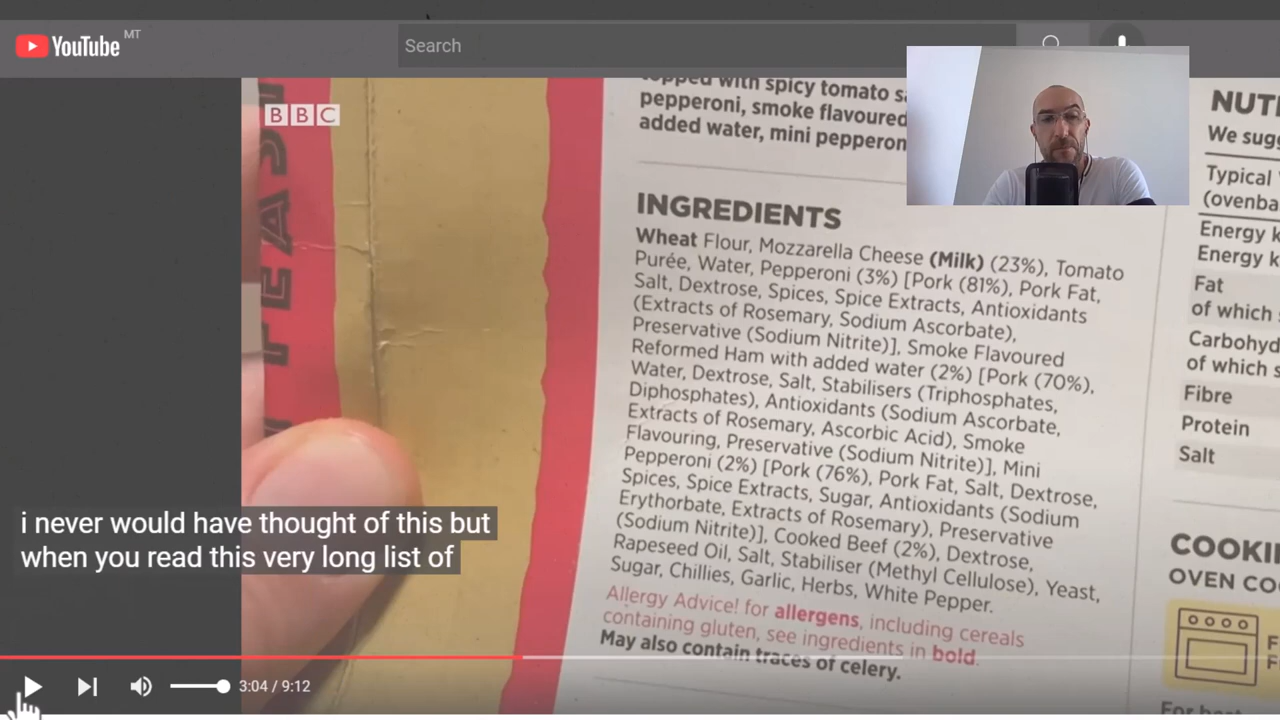 YouTube MT
Search
BBC
topped with spicy tomato
pepperoni, smoke flavoured
added water, mini
INGREDIENTS
Wheat Flour, Mozzarella Cheese (Milk) (23%), Tomato
Purée, Water, Pepperoni (3%) [Pork (81%), Pork Fat,
Salt, Dextrose, Spices, Spice Extracts, Antioxidants
(Extracts of Rosemary, Sodium Ascorbate),
Preservative (Sodium Nitrite)], Smoke Flavoured
Reformed Ham with added water (2%) [Pork (70%),
Water, Dextrose, Salt, Stabilisers (Triphosphates,
Diphosphates), Antioxidants (Sodium Ascorbate,
Extracts of Rosemary, Ascorbic Acid), Smoke
Flavouring, Preservative (Sodium Nitrite)], Mini
Pepperoni (2%) [Pork (76%), Pork Fat, Salt, Dextrose,
Spices, Spice Extracts, Sugar, Antioxidants (Sodium
Erythorbate, Extracts of Rosemary), Preservative
(Sodium Nitrite)], Cooked Beef (2%), Dextrose,
Rapeseed Oil, Salt, Stabiliser (Methyl Cellulose), Yeast,
Sugar, Chillies, Garlic, Herbs, White Pepper.
Allergy Advice! for allergens, including cereals
containing gluten, see ingredients in bold.
May also contain traces of celery.
We
Typical
Energy
Energy
Fat
of which
of which
Fibre
Protein
Salt
OVEN
i never would have thought of this but
when you read this very long list of
3:04 / 9:12